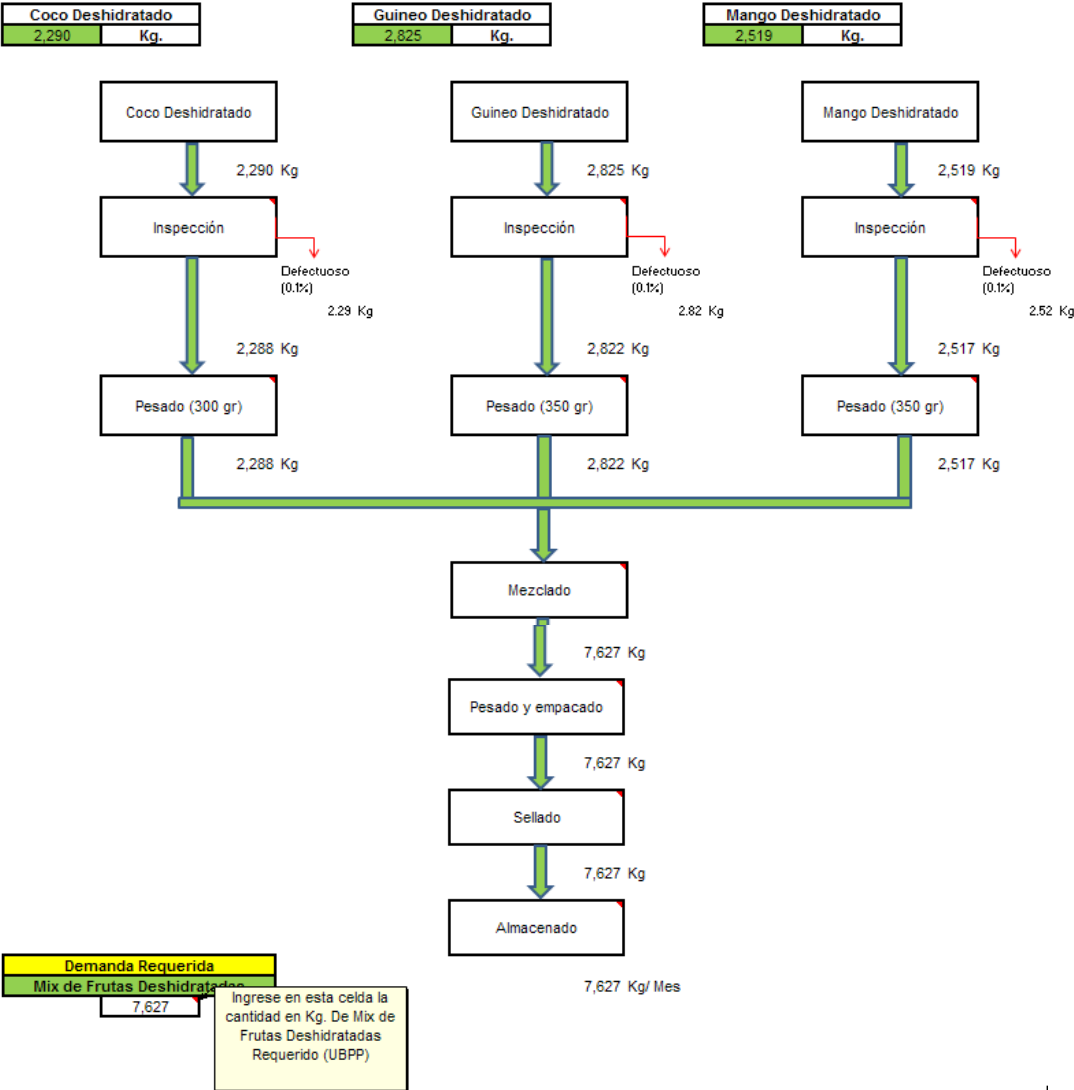 Coco Deshidratado
2,290 Kg.
Guineo Deshidratado
2,825 Kg.
Mango Deshidratado
2,519 Kg.
Coco Deshidratado
Guineo Deshidratado
Mango Deshidratado
2,290 Kg
2,825 Kg
2,519 Kg
Inspección
Inspección
Inspección
Defectuoso
(0.1%)
2.29 Kg
Defectuoso
(0.1%)
2.82 Kg
Defectuoso
(0.1%)
2.52 Kg
2,288 Kg
2,822 Kg
2,517 Kg
Pesado (300 gr)
Pesado (350 gr)
Pesado (350 gr)
2,288 Kg
2,822 Kg
2,517 Kg
Mezclado
7,627 Kg
Pesado y empacado
7,627 Kg
Sellado
7,627 Kg
Almacenado
7,627 Kg/ Mes
Demanda Requerida
Mix de Frutas Deshidratadas
7,627
Ingrese en esta celda la
cantidad en Kg. De Mix de
Frutas Deshidratadas
Requerido (UBPP)